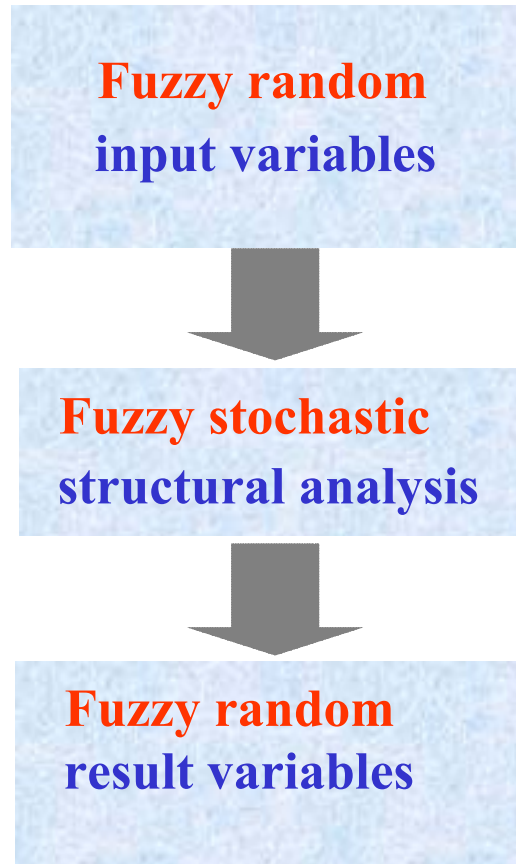 Fuzzy random
input variables
Fuzzy stochastic
structural analysis
Fuzzy random
result variables